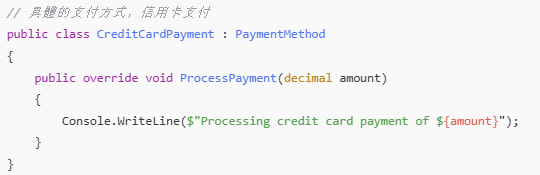 // 具體的支付方式，信用卡支付
public class CreditCardPayment : PaymentMethod
{
    public override void ProcessPayment(decimal amount)
    {
        Console.WriteLine($"Processing credit card payment of ${amount}");
    }
}